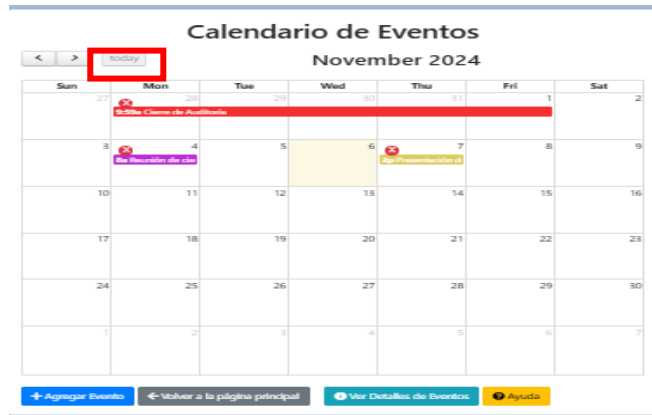 Calendario de Eventos
< > today November 2024
Sun Mon Tue Wed Thu Fri Sat
27 28 29 30 31 1 2
9:59a Cierre de Auditoría
3 4 5 6 7 8 9
8a Reunión de cie 2p Presentación d
10 11 12 13 14 15 16
17 18 19 20 21 22 23
24 25 26 27 28 29 30
1 2 3 4 5 6 7
+ Agregar Evento ← Volver a la página principal Ver Detalles de Eventos ? Ayuda